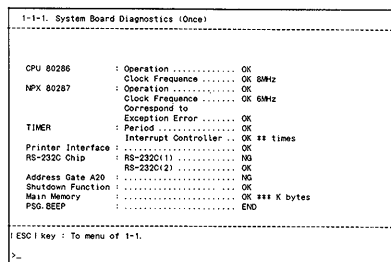 1-1-1. System Board Diagnostics (Once)
CPU 80286 : Operation ............. OK
Clock Frequence ....... OK 8MHz
NPX 80287 : Operation ............. OK
Clock Frequence ....... OK 6MHz
Correspond to
Exception Error ....... OK
TIMER : Period ................ OK
Interrupt Controller .. OK ** times
Printer Interface : ....................... OK
RS-232C Chip : RS-232C(1) ............ NG
RS-232C(2) ............ OK
Address Gate A20 : ....................... NG
Shutdown Function : ....................... OK
Main Memory : ....................... OK *** K bytes
PSG.BEEP : ....................... END
|ESC| key : To menu of 1-1.
>_